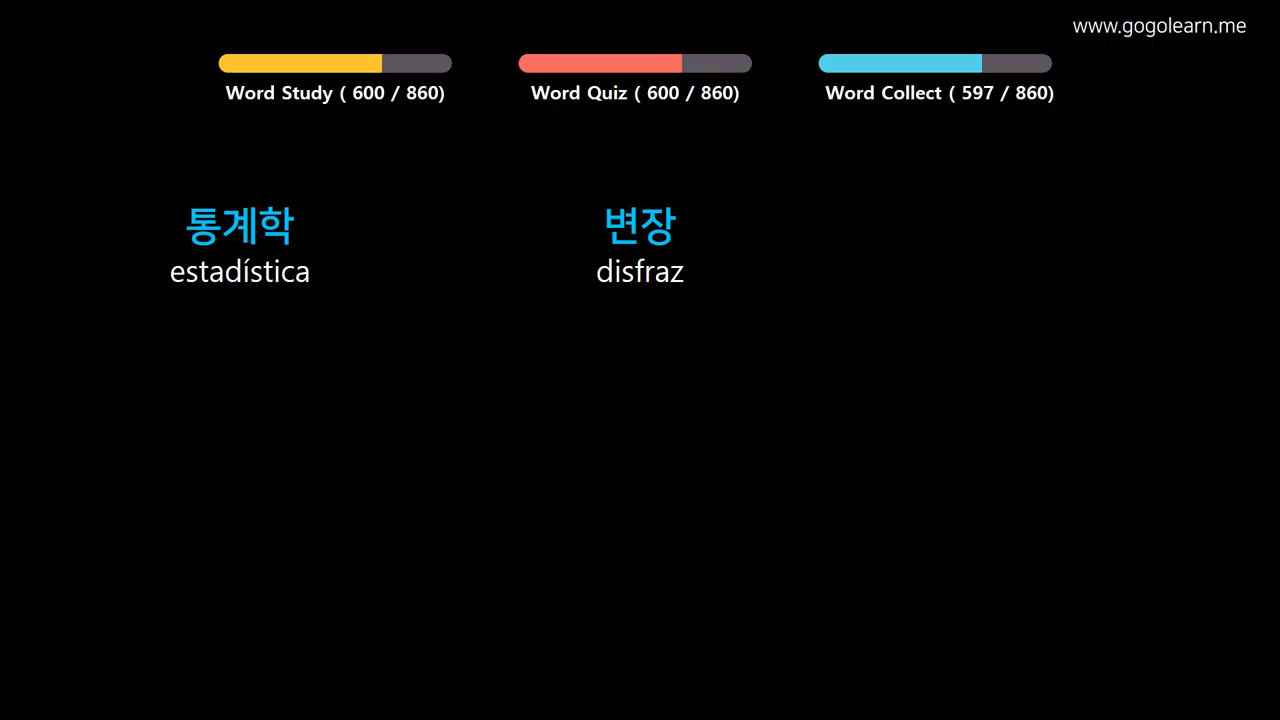 www.gogolearn.me
Word Study ( 600 / 860)
Word Quiz ( 600 / 860)
Word Collect ( 597 / 860)
통계학
estadística
변장
disfraz